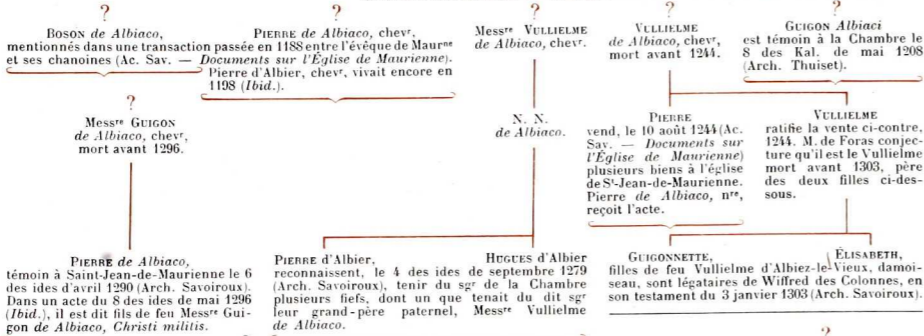 ?
BOSON de Albiaco,
PIERRE de Albiaco, chevʳ,
mentionnés dans une transaction passée en 1188 entre l'évêque de Maurⁿᵉ
et ses chanoines (Ac. Sav. — Documents sur l'Église de Maurienne).
Pierre d'Albier, chevʳ, vivait encore en
1198 (Ibid.).
?
?
Messʳᵉ VULLIELME
de Albiaco, chevʳ.
?
VULLIELME
de Albiaco, chevʳ,
mort avant 1244.
?
GUIGON Albiaci
est témoin à la Chambre le
8 des Kal. de mai 1208
(Arch. Thuiset).
?
Messʳᵉ GUIGON
de Albiaco, chevʳ,
mort avant 1296.
N. N.
de Albiaco.
PIERRE
vend, le 10 août 1244 (Ac.
Sav. — Documents sur
l'Église de Maurienne)
plusieurs biens à l'église
de Sᵗ-Jean-de-Maurienne.
Pierre de Albiaco, nʳᵉ,
reçoit l'acte.
VULLIELME
ratifie la vente ci-contre,
1244. M. de Foras conjec-
ture qu'il est le Vullielme
mort avant 1303, père
des deux filles ci-des-
sous.
PIERRE de Albiaco,
témoin à Saint-Jean-de-Maurienne le 6
des ides d'avril 1290 (Arch. Savoiroux).
Dans un acte du 8 des ides de mai 1296
(Ibid.), il est dit fils de feu Messʳᵉ Gui-
gon de Albiaco, Christi militis.
PIERRE d'Albier,
HUGUES d'Albier
reconnaissent, le 4 des ides de septembre 1279
(Arch. Savoiroux), tenir du sgʳ de la Chambre
plusieurs fiefs, dont un que tenait du dit sgʳ
leur grand-père paternel, Messʳᵉ Vullielme
de Albiaco.
GUIGONNETTE,
ÉLISABETH,
filles de feu Vullielme d'Albiez-le-Vieux, damoi-
seau, sont légataires de Wiffred des Colonnes, en
son testament du 3 janvier 1303 (Arch. Savoiroux).
?